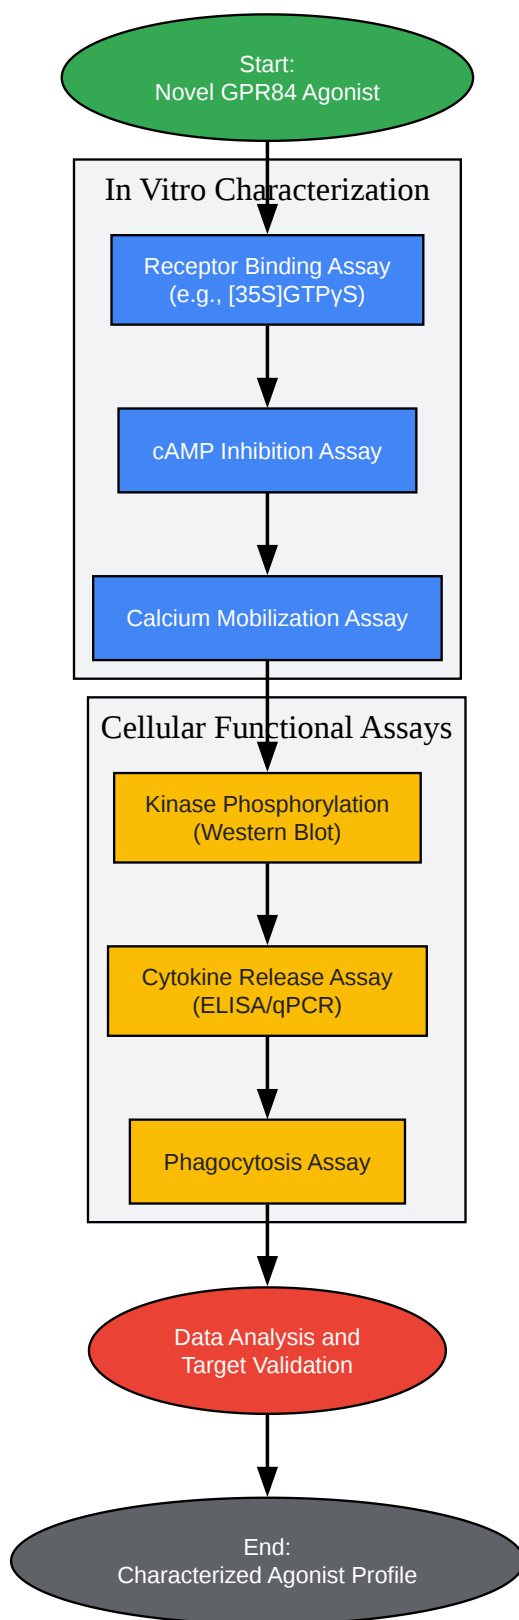 Start:
Novel GPR84 Agonist
In Vitro Characterization
Receptor Binding Assay
(e.g., [35S]GTPγS)
cAMP Inhibition Assay
Calcium Mobilization Assay
Cellular Functional Assays
Kinase Phosphorylation
(Western Blot)
Cytokine Release Assay
(ELISA/qPCR)
Phagocytosis Assay
Data Analysis and
Target Validation
End:
Characterized Agonist Profile